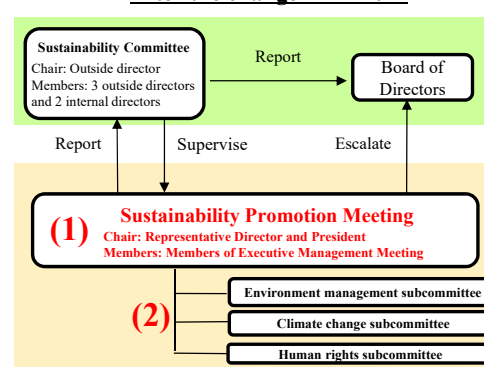 Sustainability Committee
Chair: Outside director
Members: 3 outside directors
and 2 internal directors
Report
Board of
Directors
Report
Supervise
Escalate
(1)
Sustainability Promotion Meeting
Chair: Representative Director and President
Members: Members of Executive Management Meeting
(2)
Environment management subcommittee
Climate change subcommittee
Human rights subcommittee